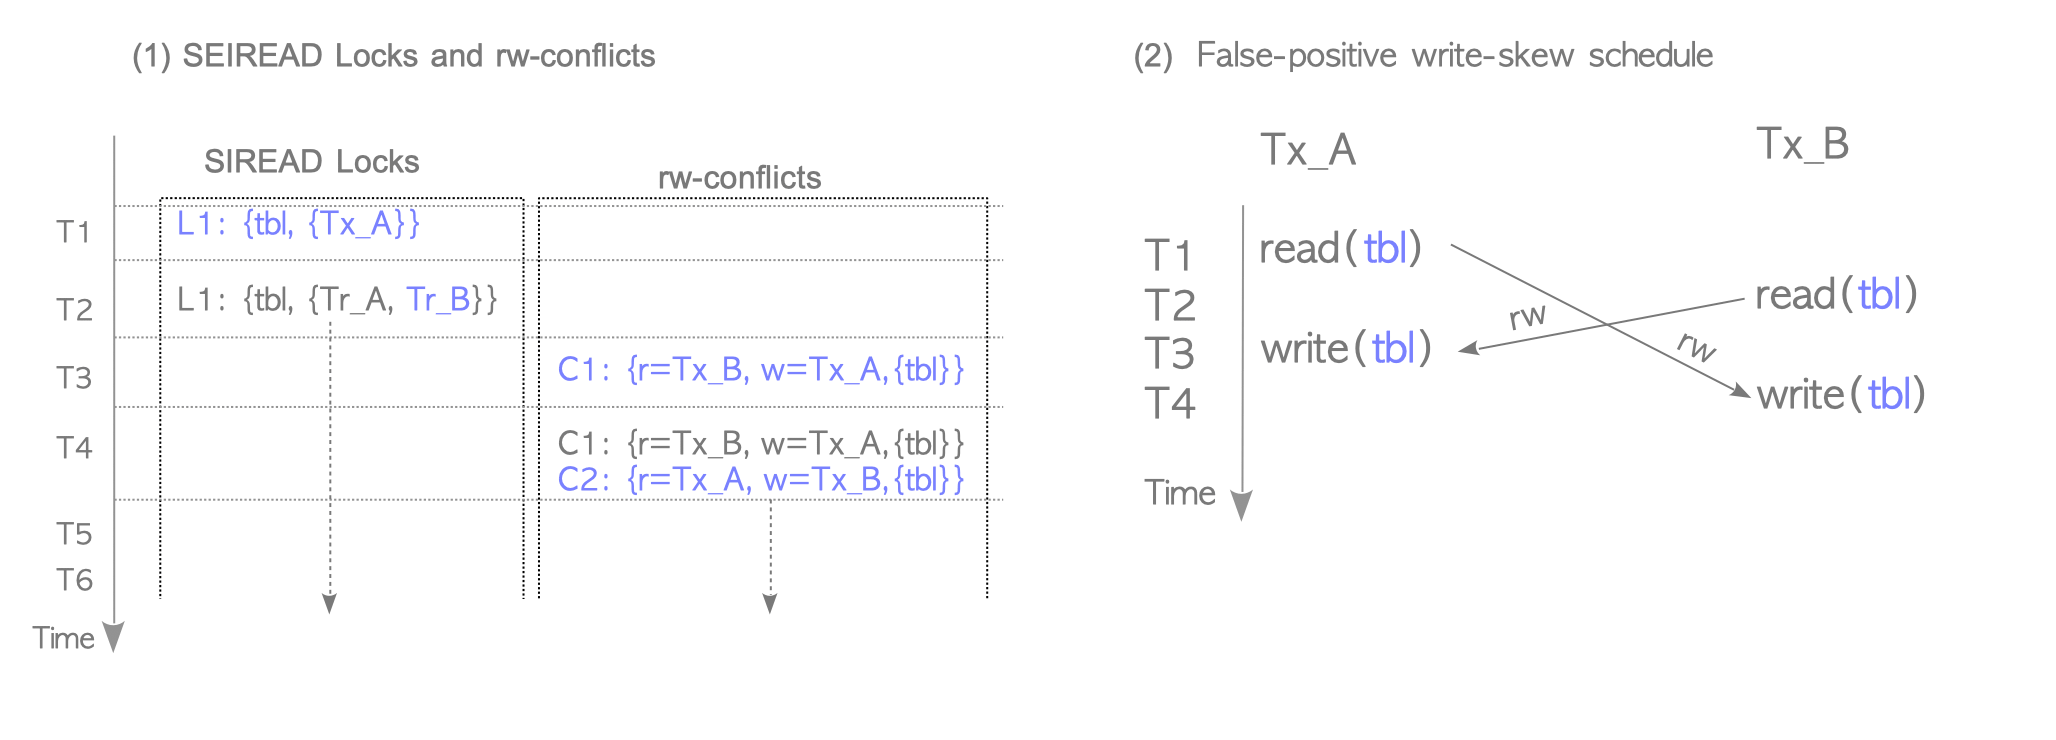 (1) SEIREAD Locks and rw-conflicts
SIREAD Locks
rw-conflicts
T1
L1: {tbl, {Tx_A}}
T2
L1: {tbl, {Tr_A, Tr_B}}
T3
C1: {r=Tx_B, w=Tx_A,{tbl}}
T4
C1: {r=Tx_B, w=Tx_A,{tbl}}
C2: {r=Tx_A, w=Tx_B,{tbl}}
T5
T6
Time
(2) False-positive write-skew schedule
Tx_A
Tx_B
T1
read(tbl)
T2
read(tbl)
rw
T3
write(tbl)
rw
T4
write(tbl)
Time